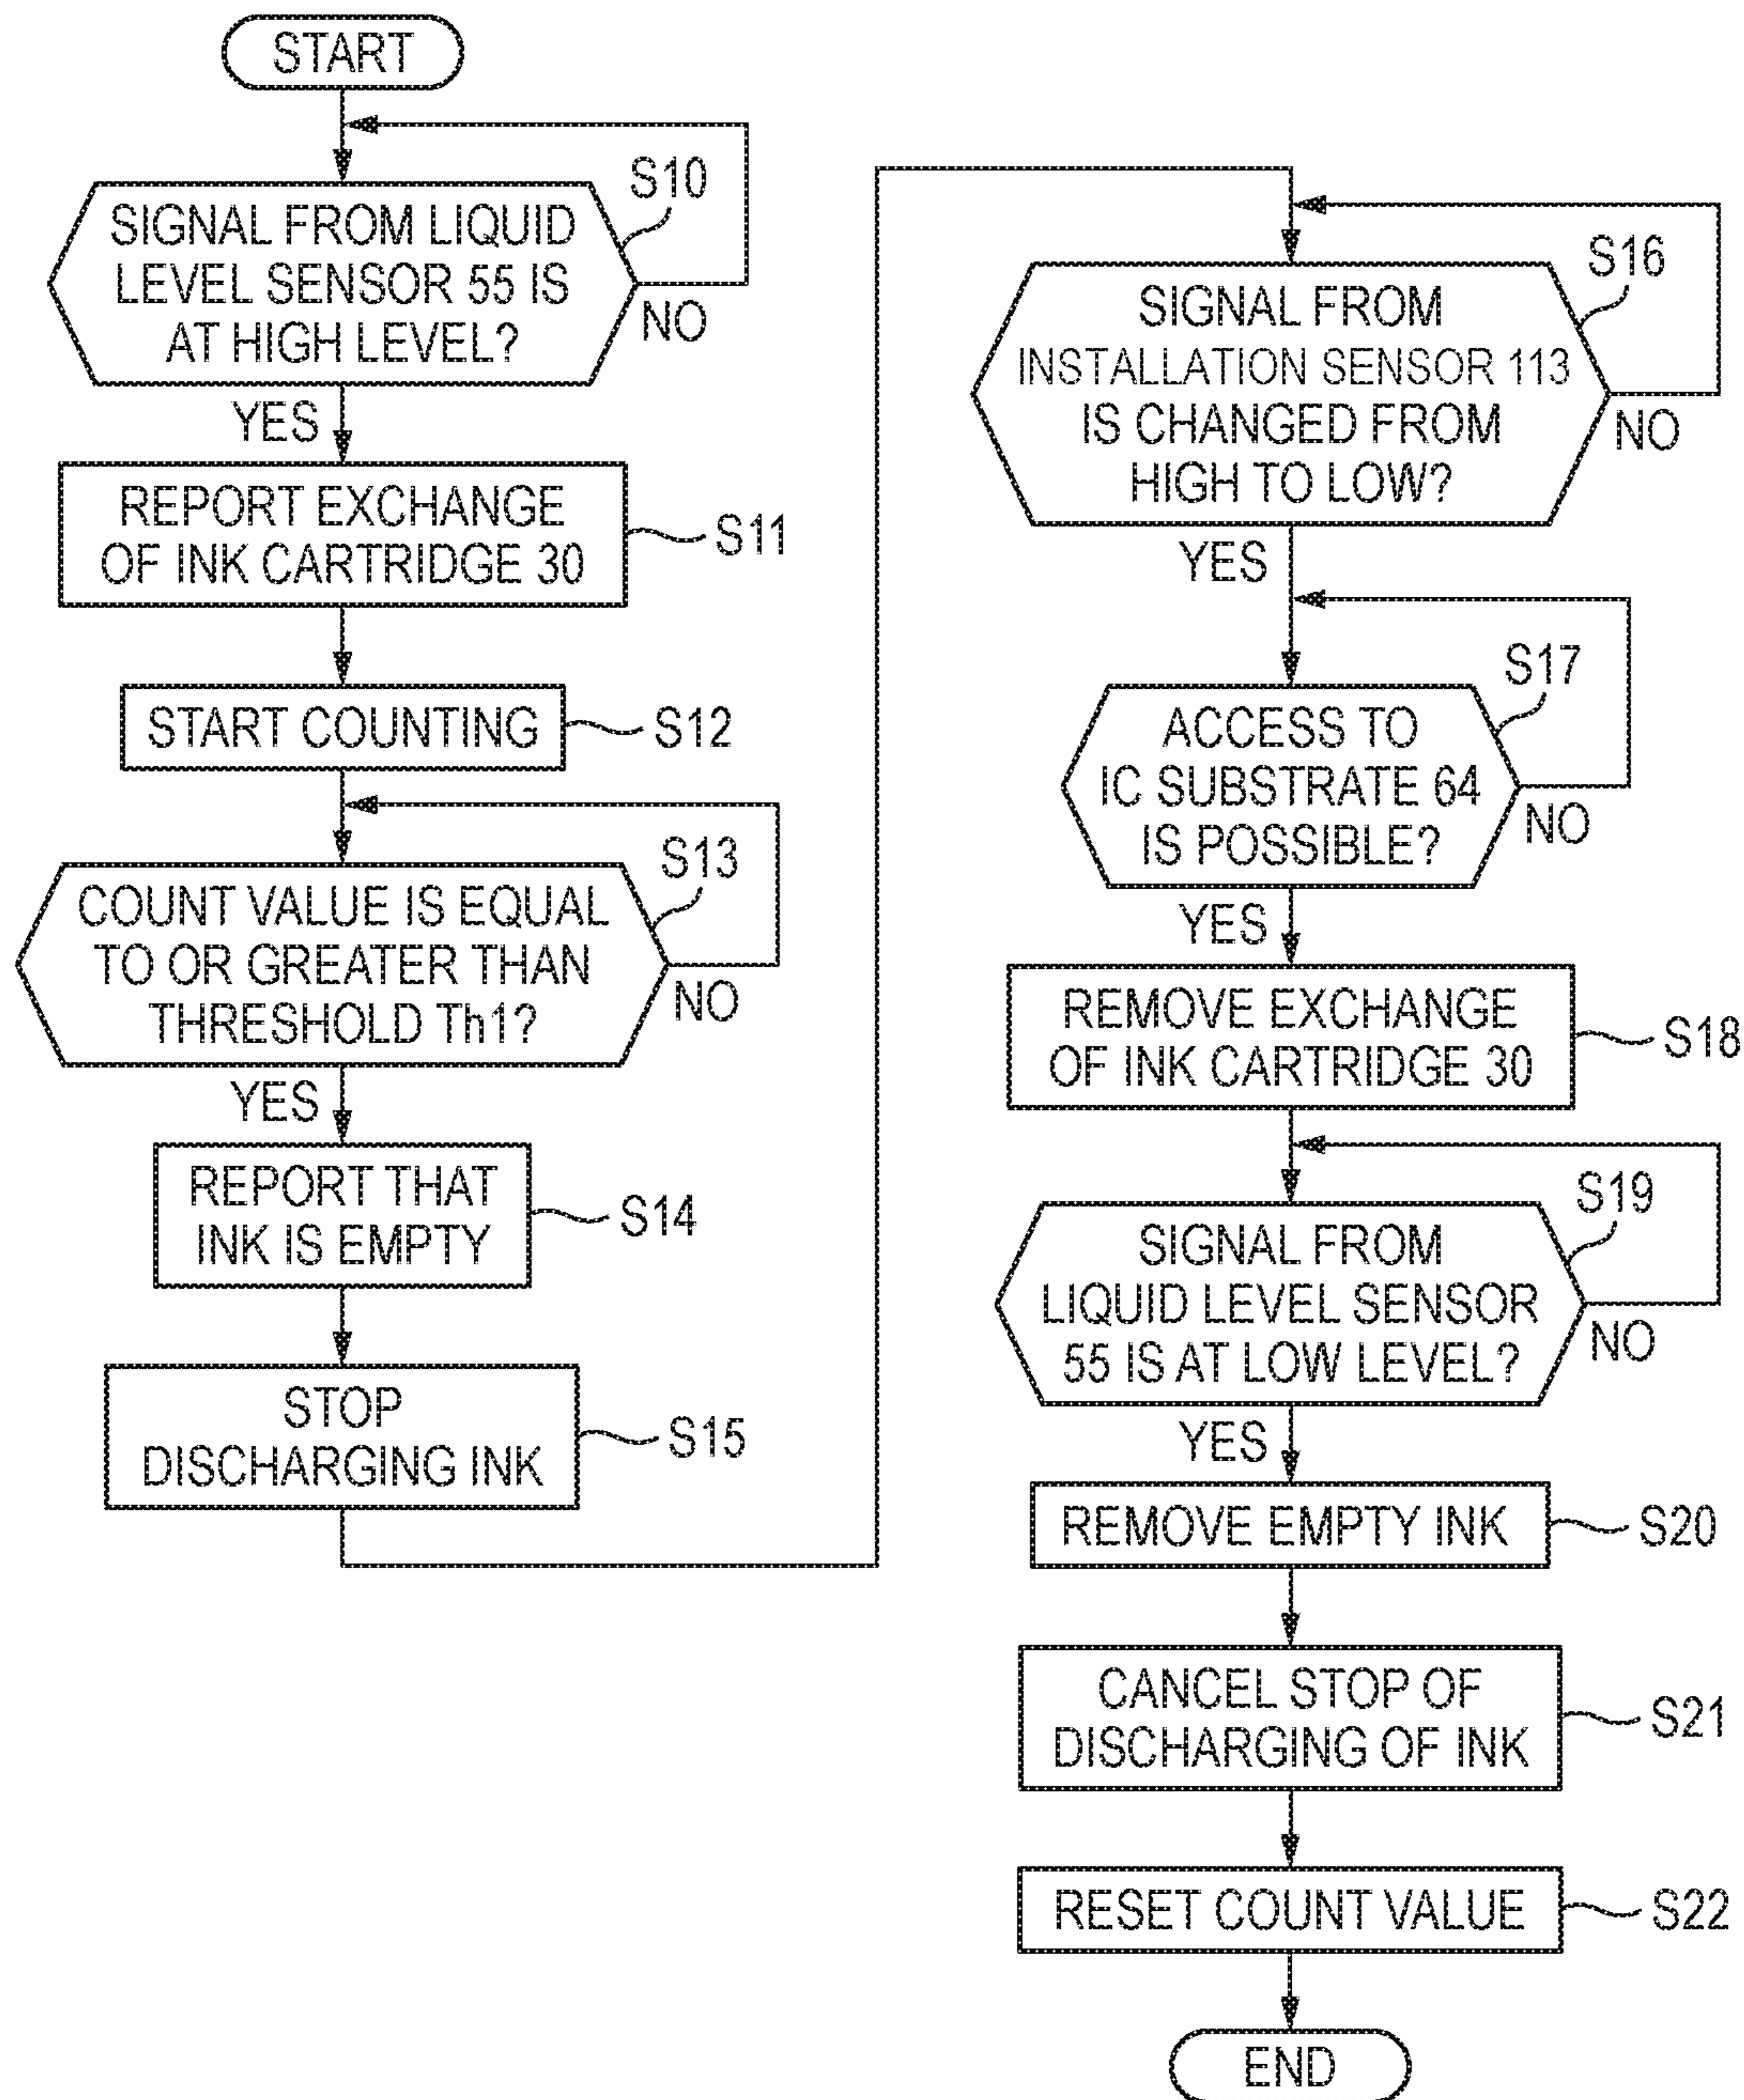 START
S10
SIGNAL FROM LIQUID
LEVEL SENSOR 55 IS
AT HIGH LEVEL?
NO
YES
REPORT EXCHANGE
OF INK CARTRIDGE 30
S11
START COUNTING
S12
S13
COUNT VALUE IS EQUAL
TO OR GREATER THAN
THRESHOLD Th1?
NO
YES
REPORT THAT
INK IS EMPTY
S14
STOP
DISCHARGING INK
S15
S16
SIGNAL FROM
INSTALLATION SENSOR 113
IS CHANGED FROM
HIGH TO LOW?
NO
YES
S17
ACCESS TO
IC SUBSTRATE 64
IS POSSIBLE?
NO
YES
REMOVE EXCHANGE
OF INK CARTRIDGE 30
S18
S19
SIGNAL FROM
LIQUID LEVEL SENSOR
55 IS AT LOW LEVEL?
NO
YES
REMOVE EMPTY INK
S20
CANCEL STOP OF
DISCHARGING OF INK
S21
RESET COUNT VALUE
S22
END